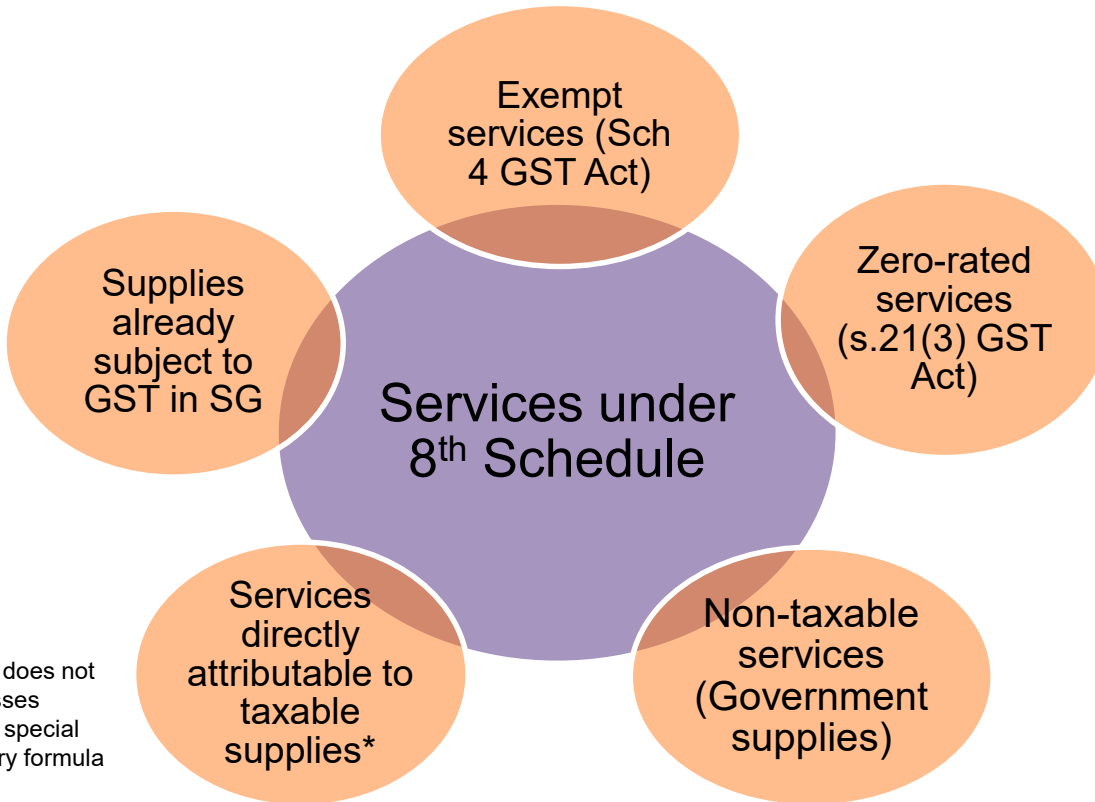 Exempt
services (Sch
4 GST Act)
Zero-rated
services
(s.21(3) GST
Act)
Supplies
already
subject to
GST in SG
Services under
8th Schedule
Services
directly
attributable to
taxable
supplies*
Non-taxable
services
(Government
supplies)
does not
special
formula